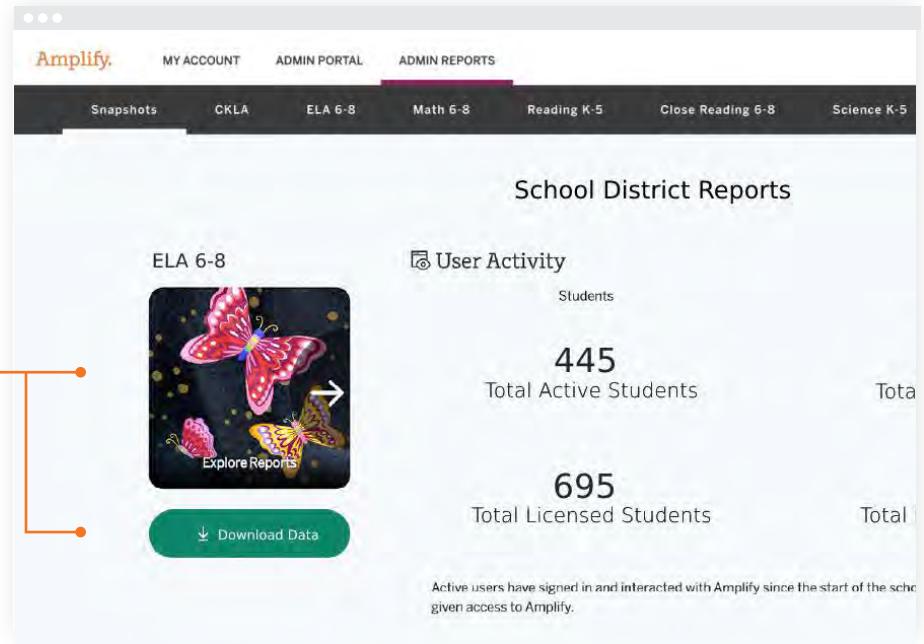 Amplify.
MY ACCOUNT ADMIN PORTAL ADMIN REPORTS
Snapshots CKLA ELA 6-8 Math 6-8 Reading K-5 Close Reading 6-8 Science K-5
School District Reports
ELA 6-8
Explore Reports
Download Data
User Activity
Students
445
Total Active Students
695
Total Licensed Students
Total
Active users have signed in and interacted with Amplify since the start of the
given access to Amplify.